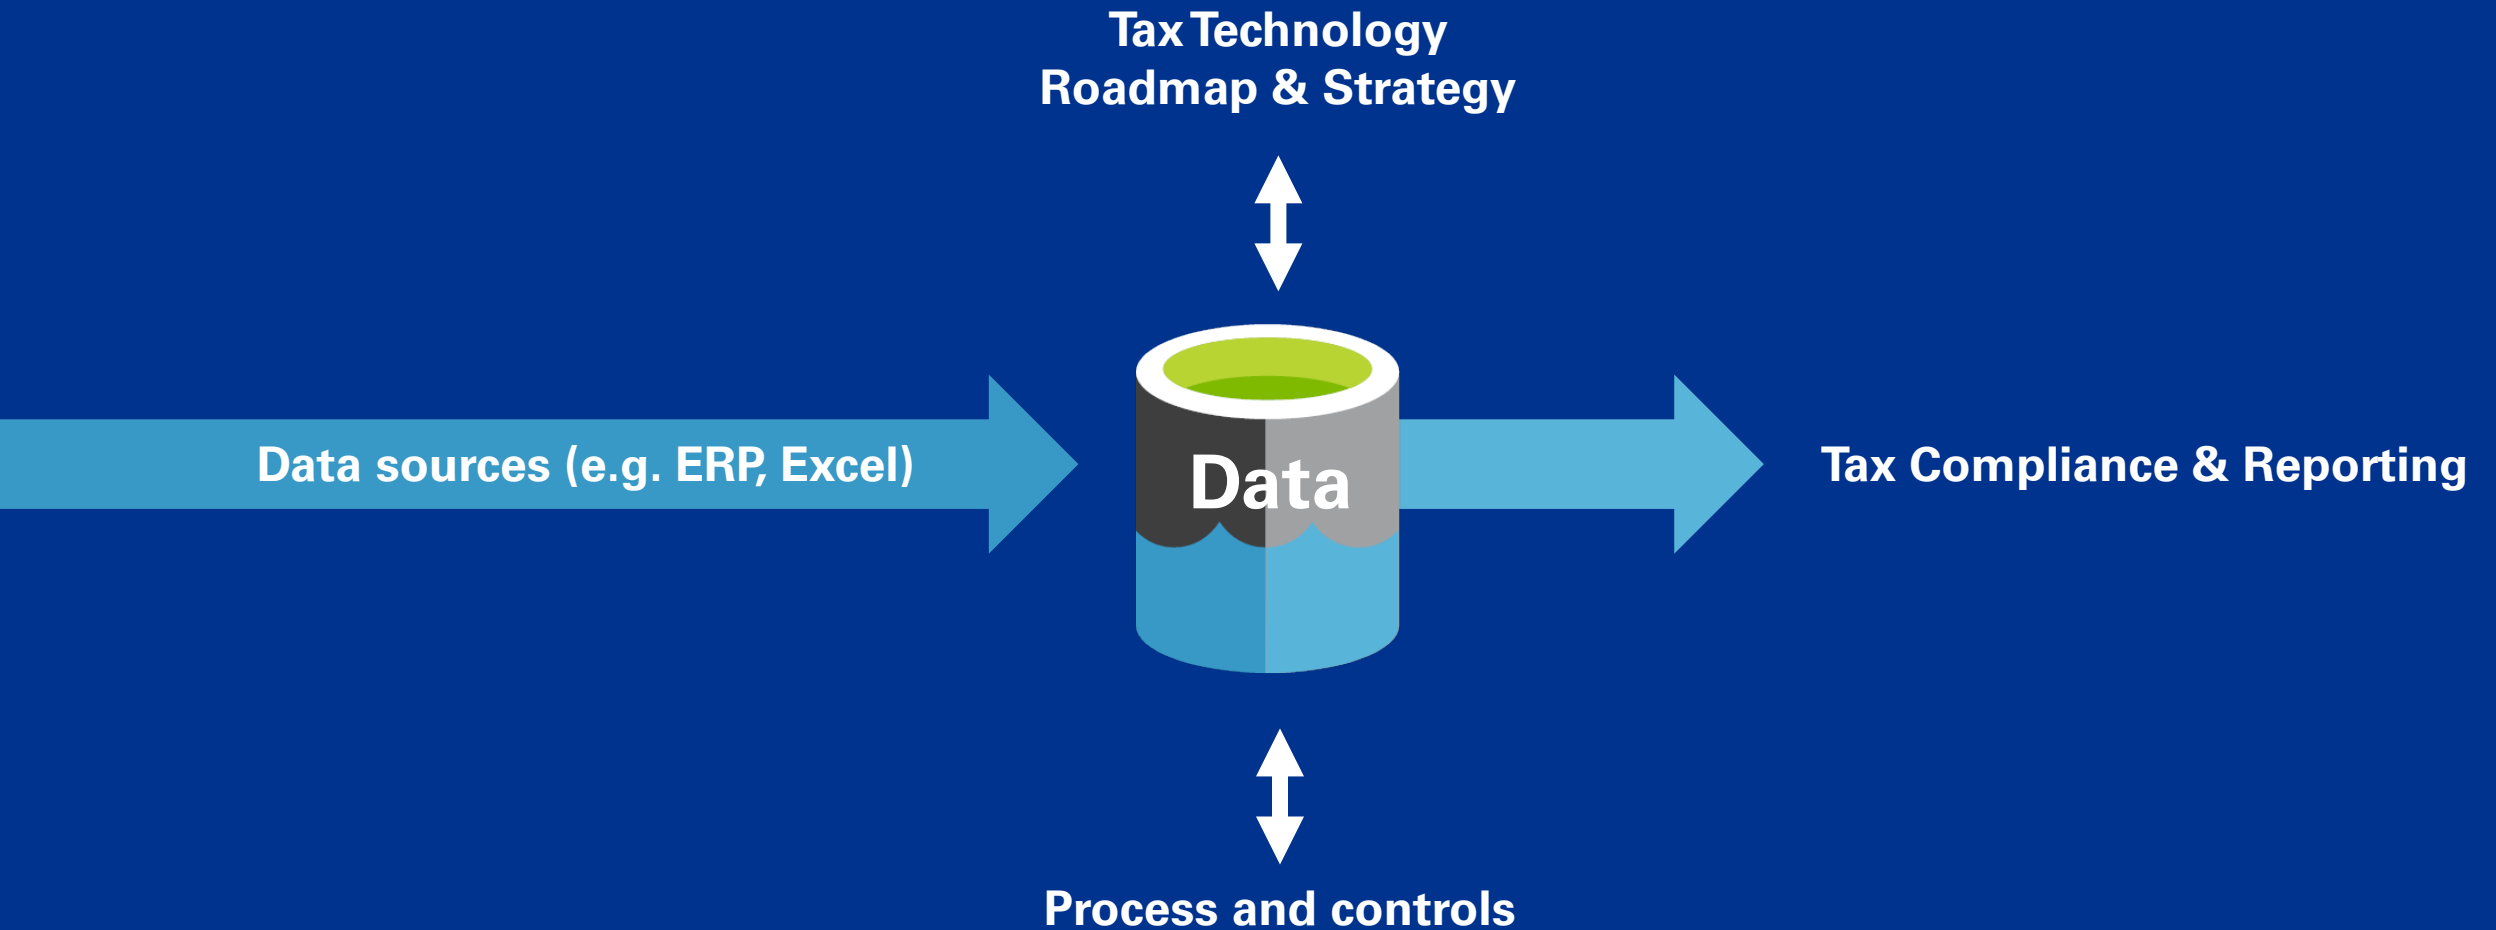 Tax Technology
Roadmap & Strategy
Data sources (e.g. ERP, Excel)
Data
Tax Compliance & Reporting
Process and controls